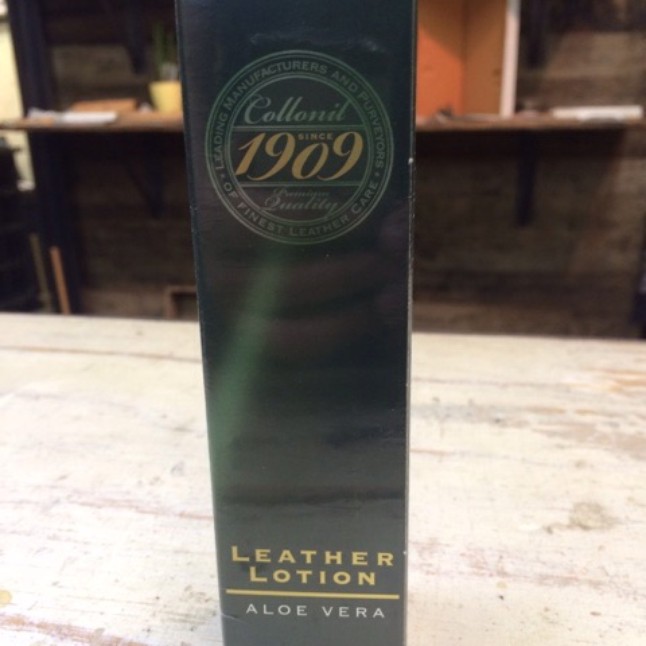 LEADING MANUFACTURERS AND PURVEYORS
Collonil
SINCE
1909
Premium
Quality
OF FINEST LEATHER CARE
LEATHER
LOTION
ALOE VERA